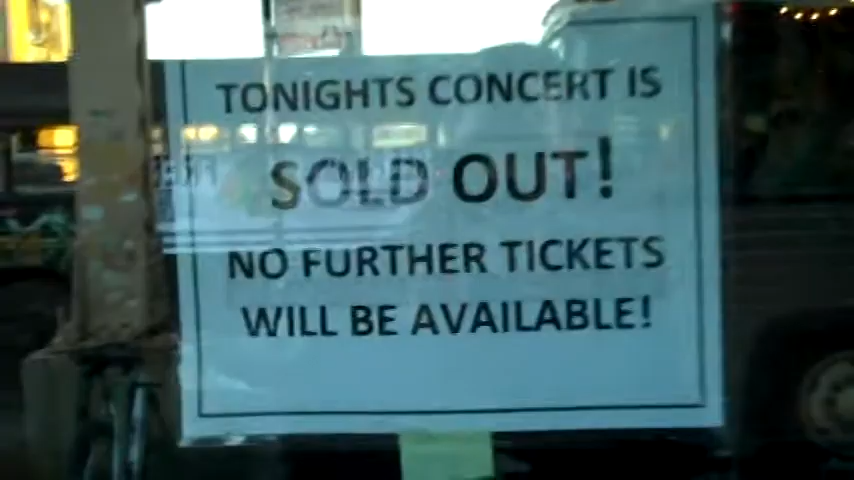 TONIGHTS CONCERT IS
SOLD OUT!
NO FURTHER TICKETS
WILL BE AVAILABLE!